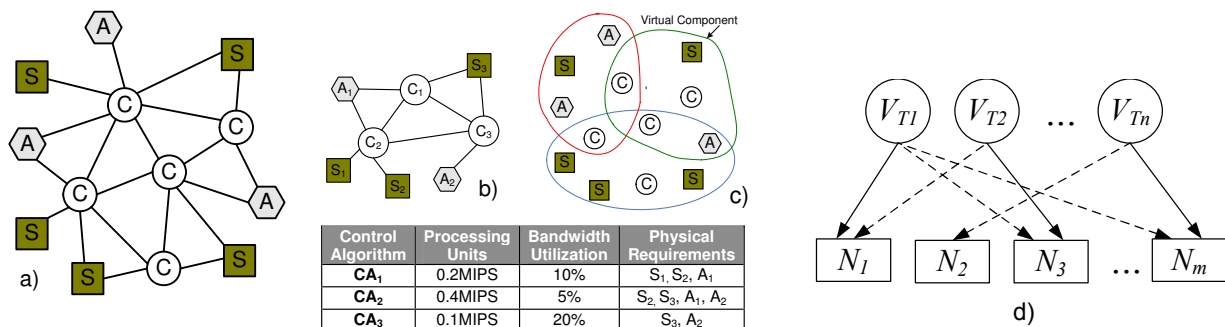 A
S
S
C
C
A
C
C
A
S
S
S
C
a)
S3
A1
C1
C3
C2
S1
S2
A2
b)
Virtual Component
A
S
S
C
C
A
C
C
A
S
S
S
C
c)
Control Algorithm | Processing Units | Bandwidth Utilization | Physical Requirements
CA1 | 0.2MIPS | 10% | S1, S2, A1
CA2 | 0.4MIPS | 5% | S2, S3, A1, A2
CA3 | 0.1MIPS | 20% | S3, A2
VT1 VT2 ... VTn
N1 N2 N3 ... Nm
d)